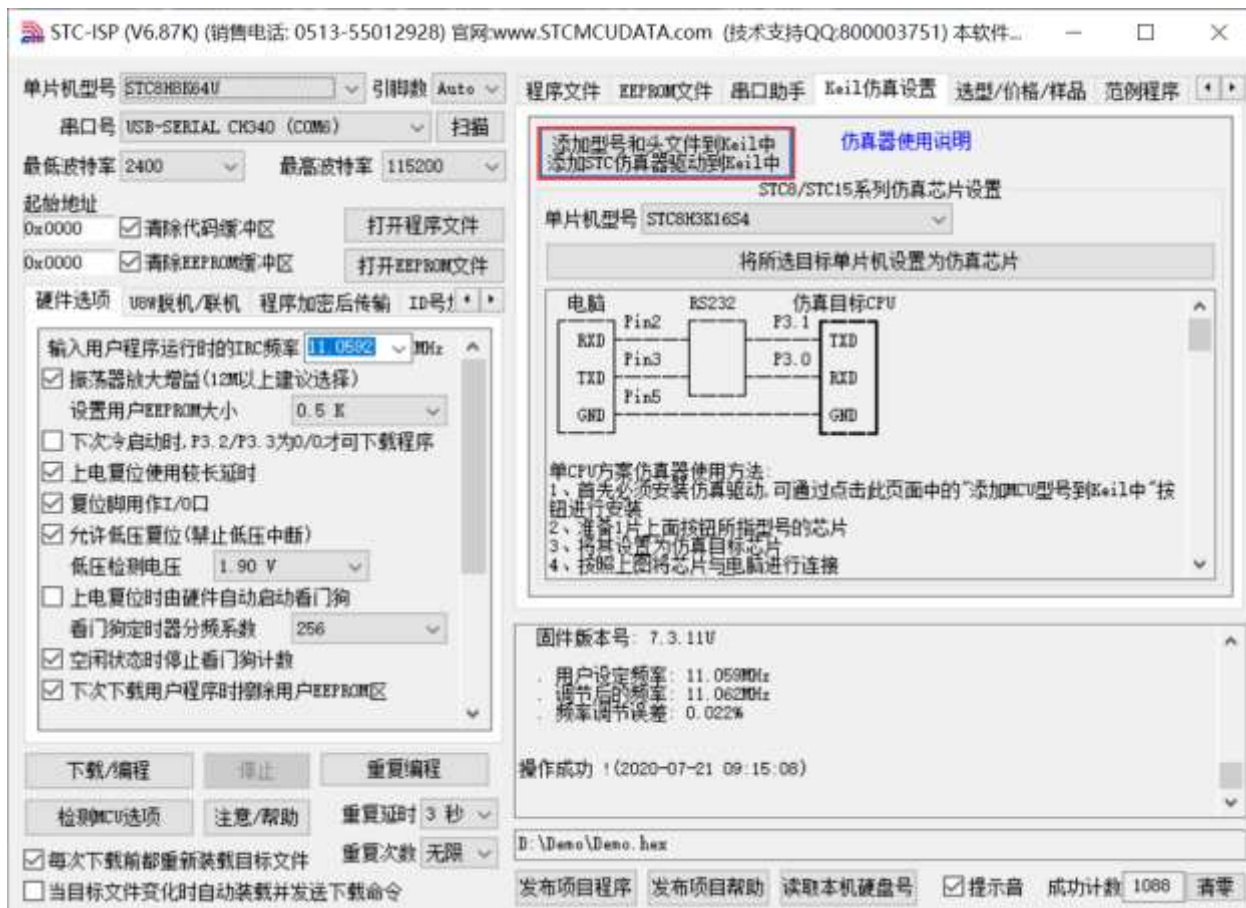 STC-ISP (V6.87K) (销售电话: 0513-55012928) 官网:www.STCMCUDATA.com (技术支持QQ:800003751) 本软件...
单片机型号 STC8H8K64U 引脚数 Auto
串口号 USB-SERIAL CH340 (COM6) 扫描
最低波特率 2400 最高波特率 115200
起始地址
0x0000 清除代码缓冲区 打开程序文件
0x0000 清除EEPROM缓冲区 打开EEPROM文件
硬件选项 U8W脱机/联机 程序加密后传输 ID号
输入用户程序运行时的IRC频率 11.0592 MHz
振荡器放大增益(12M以上建议选择)
设置用户EEPROM大小 0.5 K
下次冷启动时,P3.2/P3.3为0/0才可下载程序
上电复位使用较长延时
复位脚用作I/O口
允许低压复位(禁止低压中断)
低压检测电压 1.90 V
上电复位时由硬件自动启动看门狗
看门狗定时器分频系数 256
空闲状态时停止看门狗计数
下次下载用户程序时擦除用户EEPROM区
下载/编程 停止 重复编程
检测MCU选项 注意/帮助 重复延时 3 秒
每次下载前都重新装载目标文件 重复次数 无限
当目标文件变化时自动装载并发送下载命令
程序文件 EEPROM文件 串口助手 Keil仿真设置 选型/价格/样品 范例程序
添加型号和头文件到Keil中
添加STC仿真器驱动到Keil中
仿真器使用说明
STC8/STC15系列仿真芯片设置
单片机型号 STC8H3K16S4
将所选目标单片机设置为仿真芯片
电脑 RS232 仿真目标CPU
RXD Pin2 P3.1 TXD
TXD Pin3 P3.0 RXD
GND Pin5 GND
单CPU方案仿真器使用方法:
1、首先必须安装仿真驱动,可通过点击此页面中的"添加MCU型号到Keil中"按
钮进行安装
2、准备1片上面按钮所指型号的芯片
3、将其设置为仿真目标芯片
4、按照上图将芯片与电脑进行连接
固件版本号: 7.3.11U
. 用户设定频率: 11.059MHz
. 调节后的频率: 11.062MHz
. 频率调节误差: 0.022%
操作成功 !(2020-07-21 09:15:08)
D:\Demo\Demo.hex
发布项目程序 发布项目帮助 读取本机硬盘号 提示音 成功计数 1088 清零